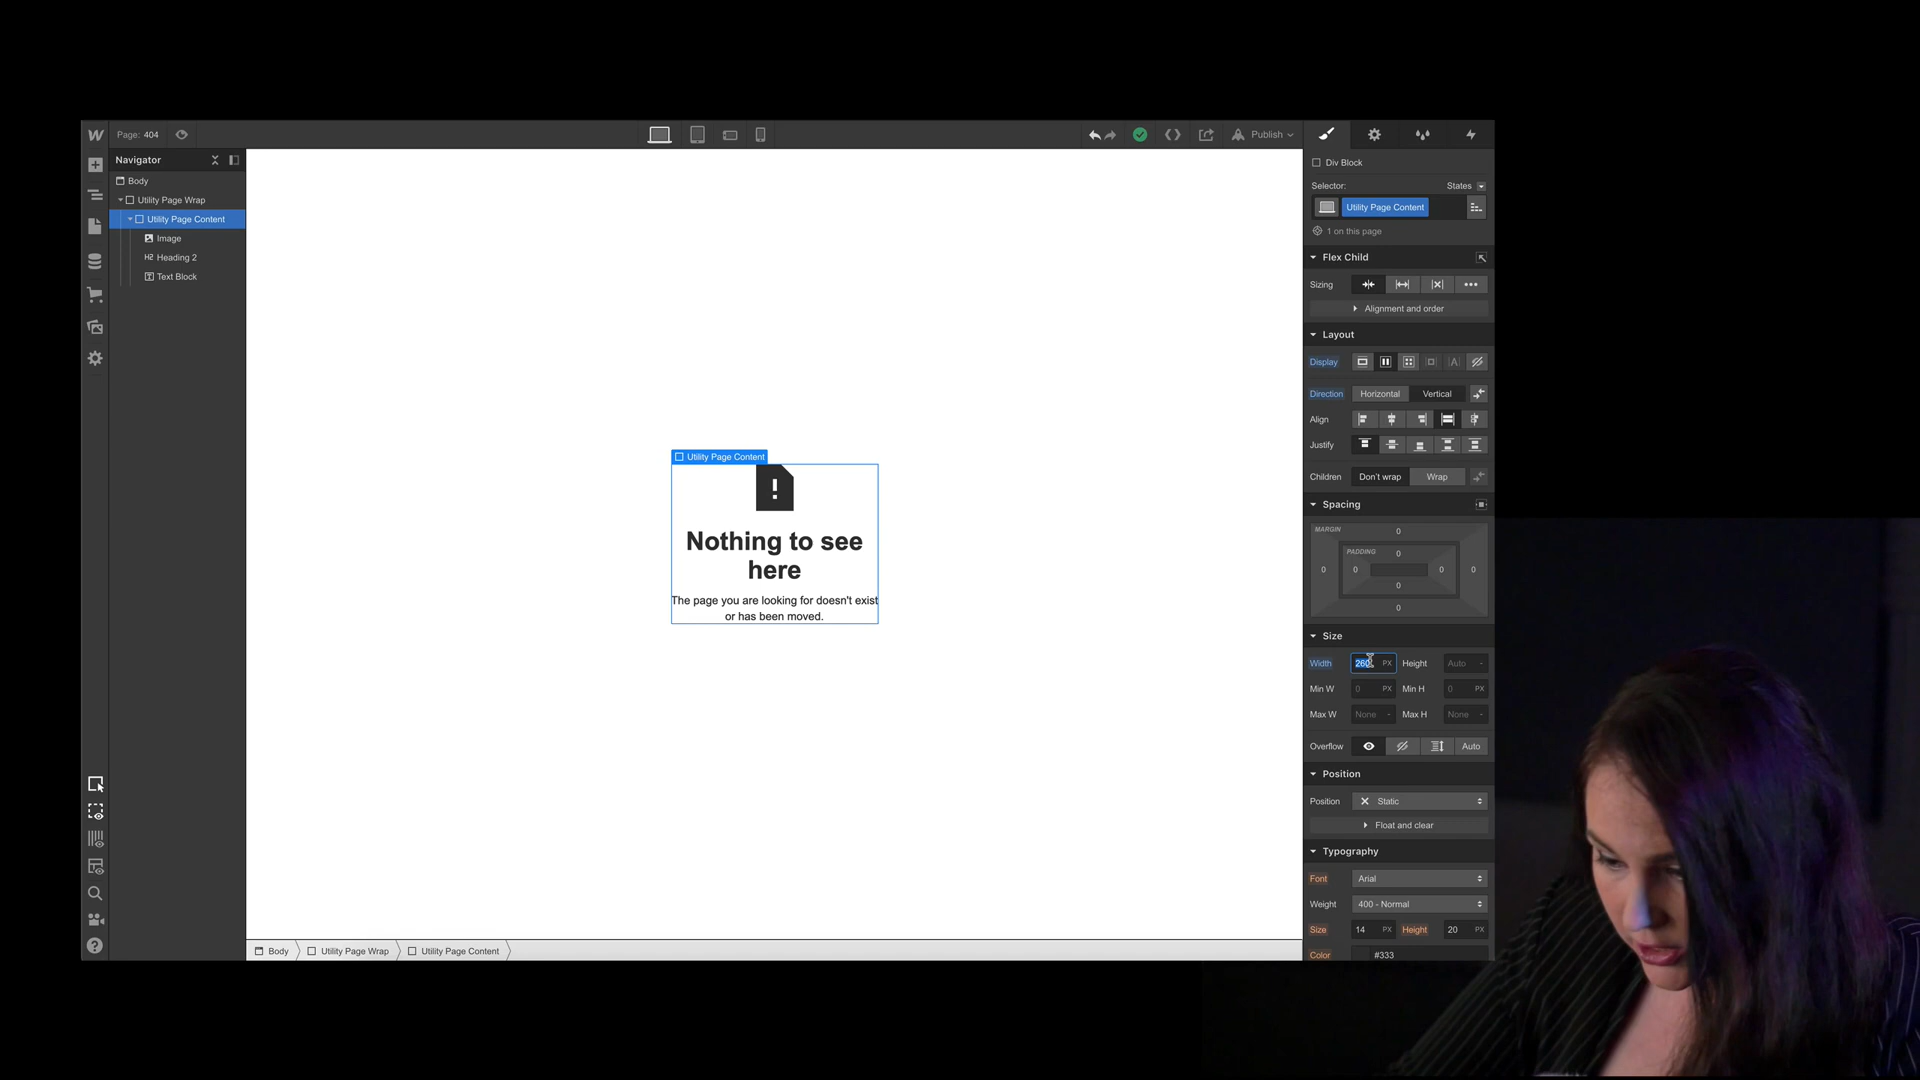 Page: 404
Publish
Navigator
Body
Utility Page Wrap
Utility Page Content
Image
H2 Heading 2
Text Block
Utility Page Content
!
Nothing to see
here
The page you are looking for doesn't exist
or has been moved.
Body
Utility Page Wrap
Utility Page Content
Div Block
Selector:
States
Utility Page Content
1 on this page
Flex Child
Sizing
Alignment and order
Layout
Display
Direction Horizontal Vertical
Align
Justify
Children Don't wrap Wrap
Spacing
MARGIN 0
PADDING 0
0 0 0 0
0
0
Size
Width 260 PX Height Auto -
Min W 0 PX Min H 0 PX
Max W None - Max H None -
Overflow Auto
Position
Position Static
Float and clear
Typography
Font Arial
Weight 400 - Normal
Size 14 PX Height 20 PX
Color #333